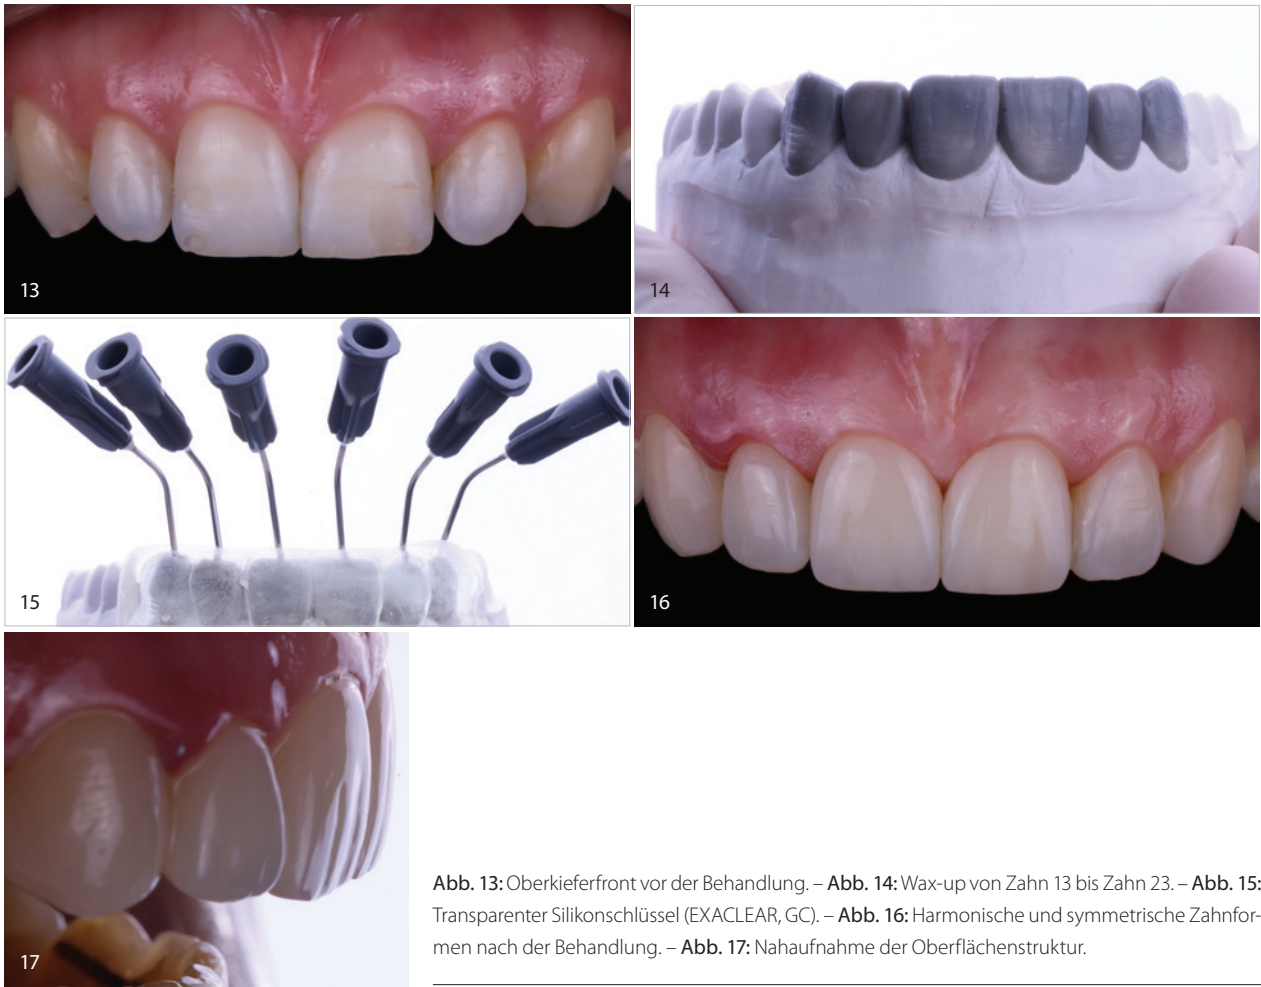 13
14
15
16
17
Abb. 13: Oberkieferfront vor der Behandlung. – Abb. 14: Wax-up von Zahn 13 bis Zahn 23. – Abb. 15:
Transparenter Silikonschlüssel (EXACLEAR, GC). – Abb. 16: Harmonische und symmetrische Zahnfor-
men nach der Behandlung. – Abb. 17: Nahaufnahme der Oberflächenstruktur.